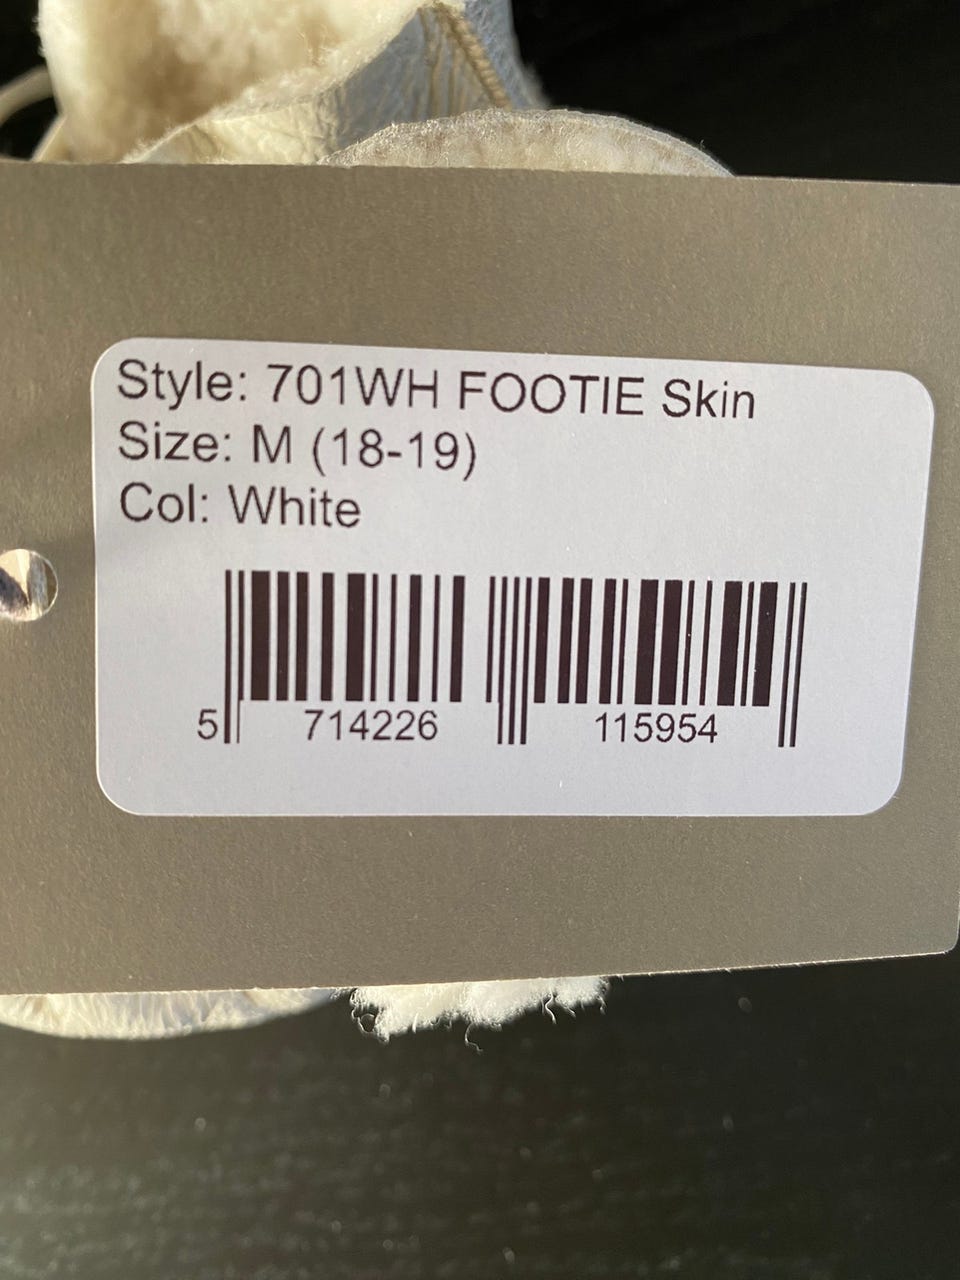 Style: 701WH FOOTIE Skin
Size: M (18-19)
Col: White
5 714226 115954